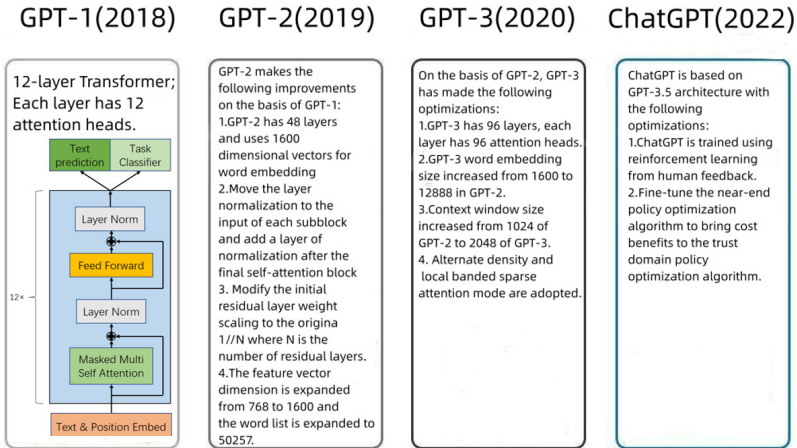 GPT-1(2018)
12-layer Transformer;
Each layer has 12
attention heads.
Text
prediction
Task
Classifier
Layer Norm
Feed Forward
12×
Layer Norm
Masked Multi
Self Attention
Text & Position Embed
GPT-2(2019)
GPT-2 makes the
following improvements
on the basis of GPT-1:
1.GPT-2 has 48 layers
and uses 1600
dimensional vectors for
word embedding
2.Move the layer
normalization to the
input of each subblock
and add a layer of
normalization after the
final self-attention block
3. Modify the initial
residual layer weight
scaling to the origina
1//N where N is the
number of residual layers.
4.The feature vector
dimension is expanded
from 768 to 1600 and
the word list is expanded to
50257.
GPT-3(2020)
On the basis of GPT-2, GPT-3
has made the following
optimizations:
1.GPT-3 has 96 layers, each
layer has 96 attention heads.
2.GPT-3 word embedding
size increased from 1600 to
12888 in GPT-2.
3.Context window size
increased from 1024 of
GPT-2 to 2048 of GPT-3.
4. Alternate density and
local banded sparse
attention mode are adopted.
ChatGPT(2022)
ChatGPT is based on
GPT-3.5 architecture with
the following
optimizations:
1.ChatGPT is trained using
reinforcement learning
from human feedback.
2.Fine-tune the near-end
policy optimization
algorithm to bring cost
benefits to the trust
domain policy
optimization algorithm.